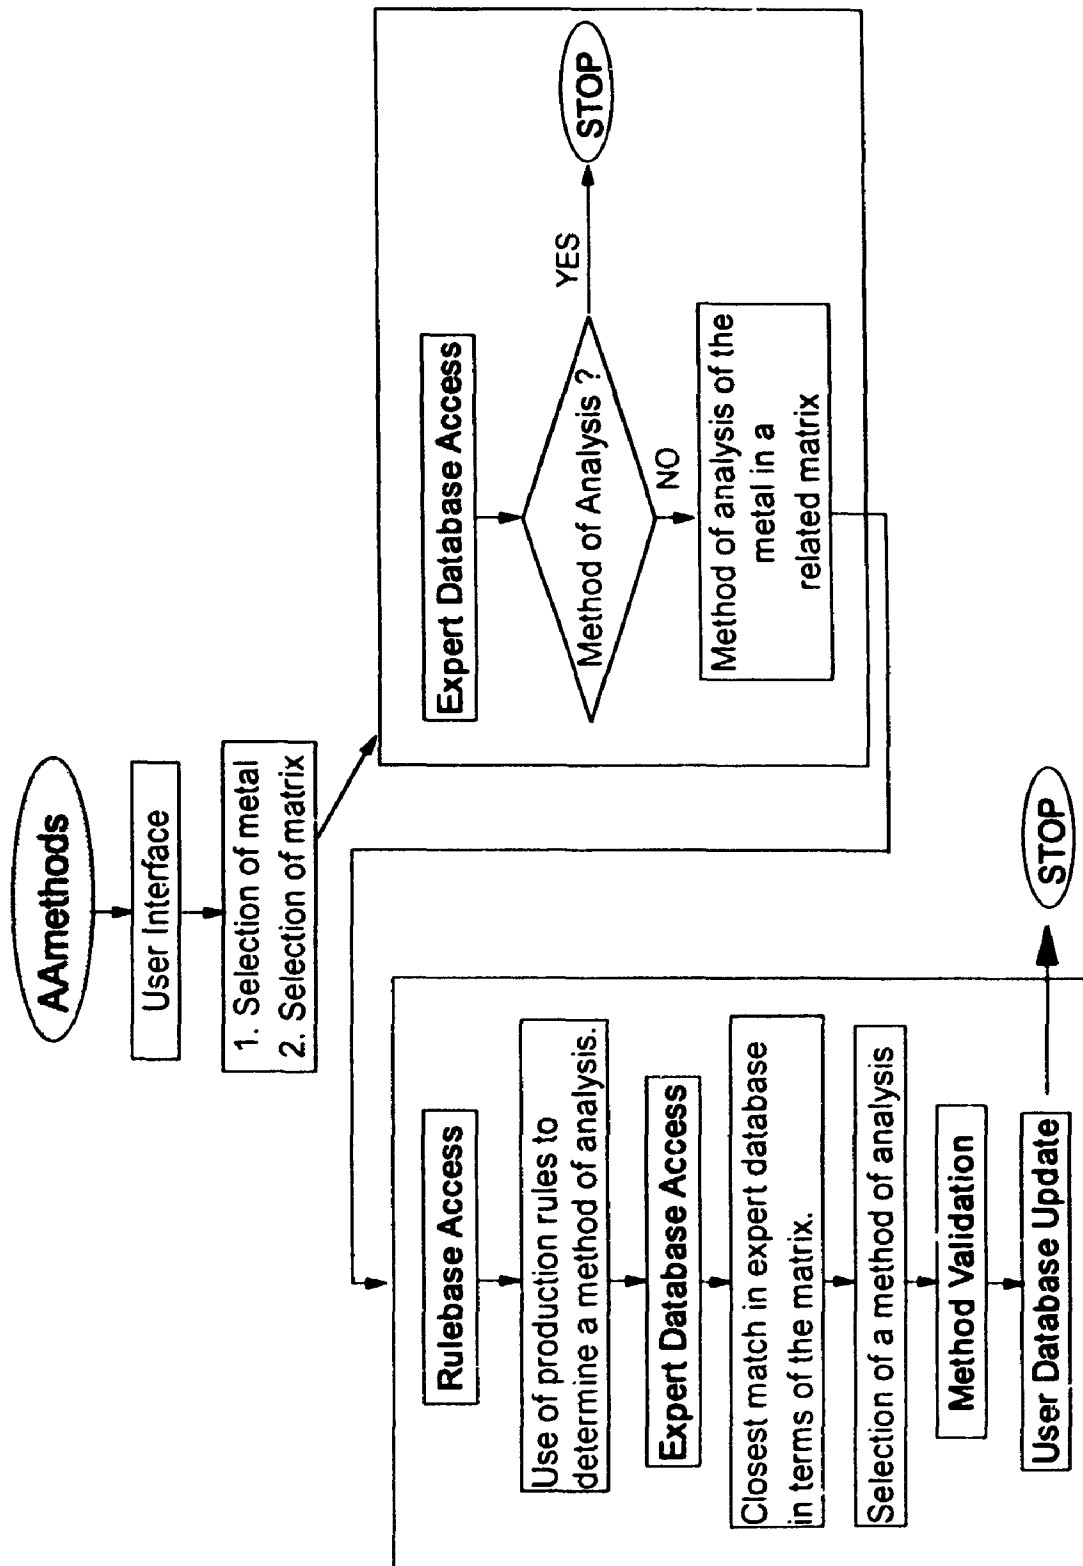 AAmethods
User Interface
1. Selection of metal
2. Selection of matrix
Expert Database Access
Method of Analysis ?
YES
STOP
NO
Method of analysis of the
metal in a
related matrix
Rulebase Access
Use of production rules to
determine a method of analysis.
Expert Database Access
Closest match in expert database
in terms of the matrix.
Selection of a method of analysis
Method Validation
User Database Update
STOP